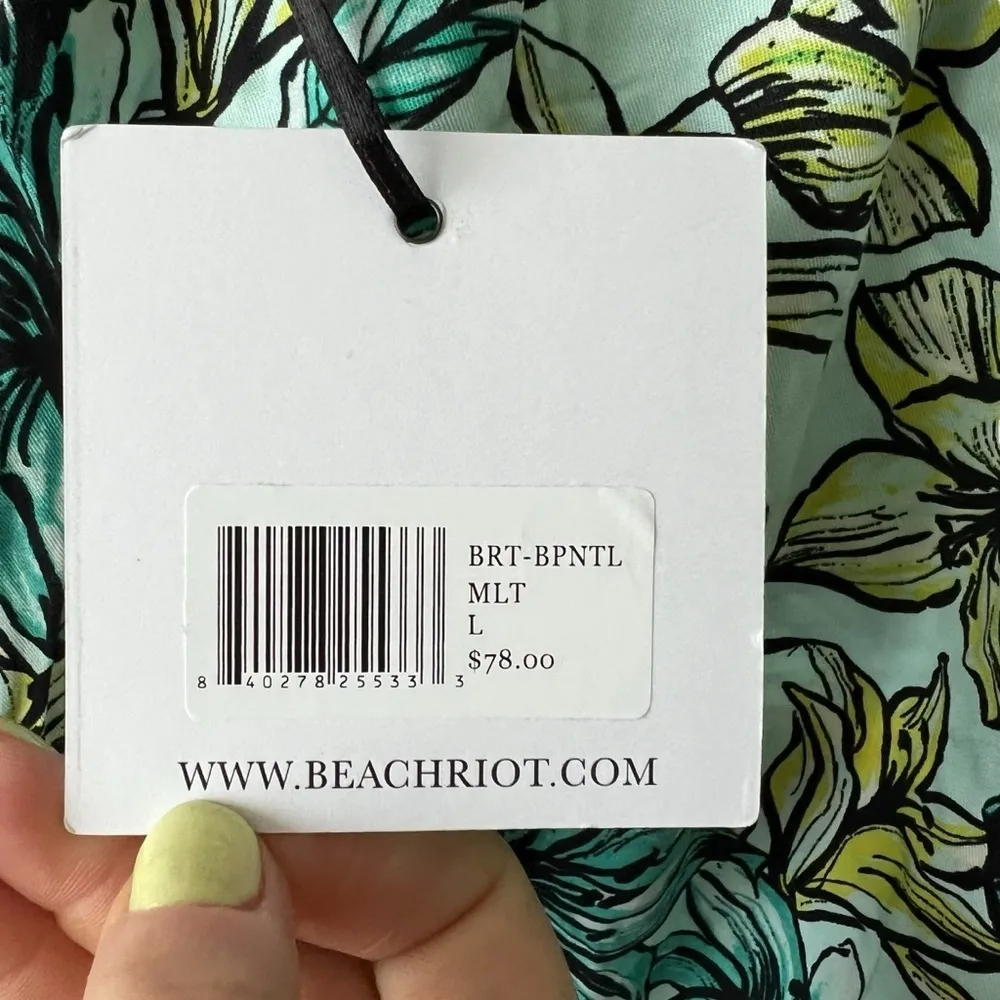 BRT-BPNTL
MLT
L
$78.00
8 40278 25533 3
WWW.BEACHRIOT.COM